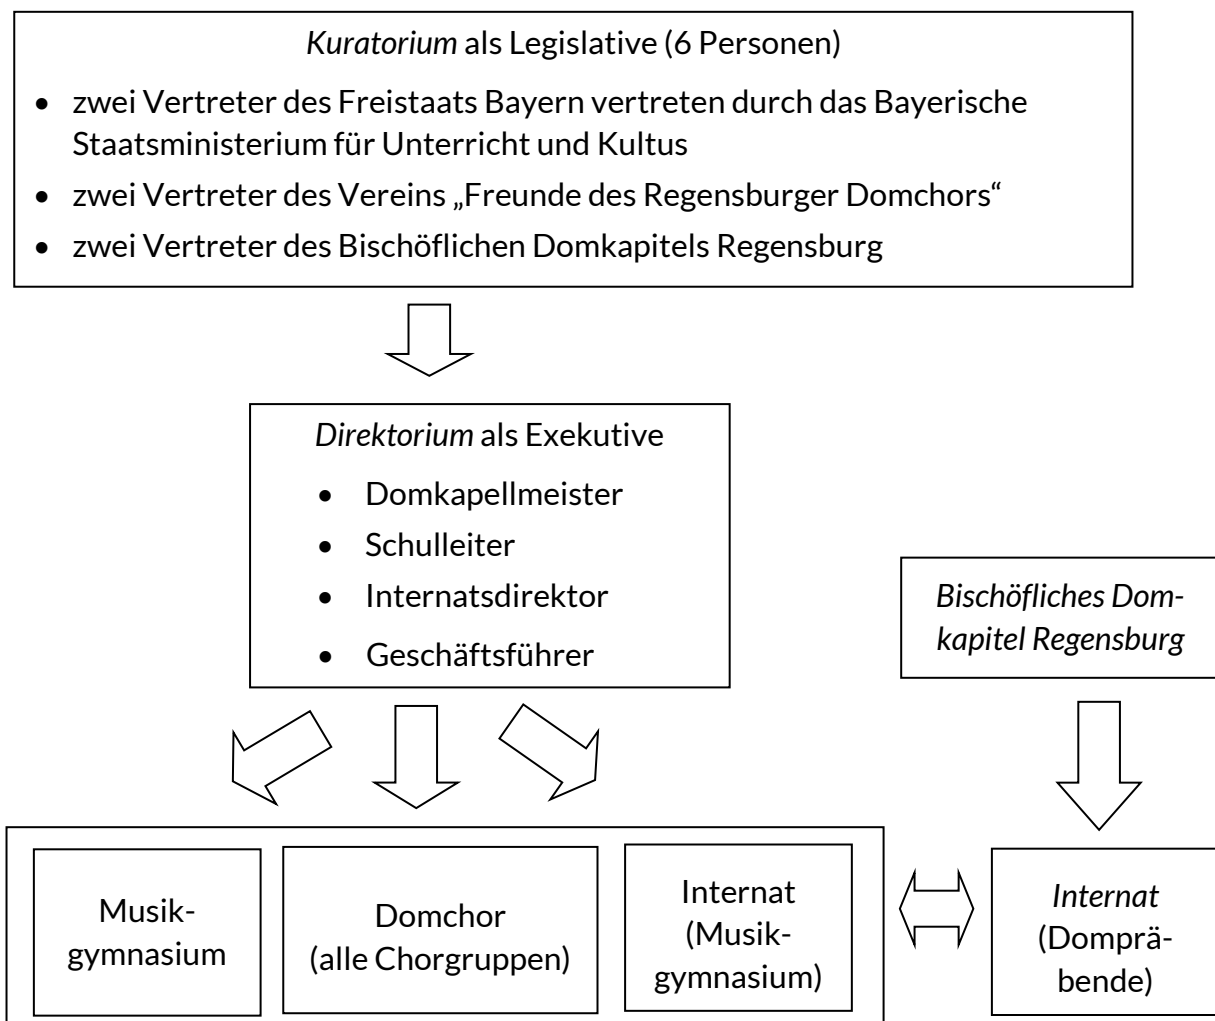 Kuratorium als Legislative (6 Personen)
• zwei Vertreter des Freistaats Bayern vertreten durch das Bayerische
Staatsministerium für Unterricht und Kultus
• zwei Vertreter des Vereins „Freunde des Regensburger Domchors“
• zwei Vertreter des Bischöflichen Domkapitels Regensburg
Direktorium als Exekutive
• Domkapellmeister
• Schulleiter
• Internatsdirektor
• Geschäftsführer
Bischöfliches Dom-
kapitel Regensburg
Musik-
gymnasium
Domchor
(alle Chorgruppen)
Internat
(Musik-
gymnasium)
Internat
(Domprä-
bende)